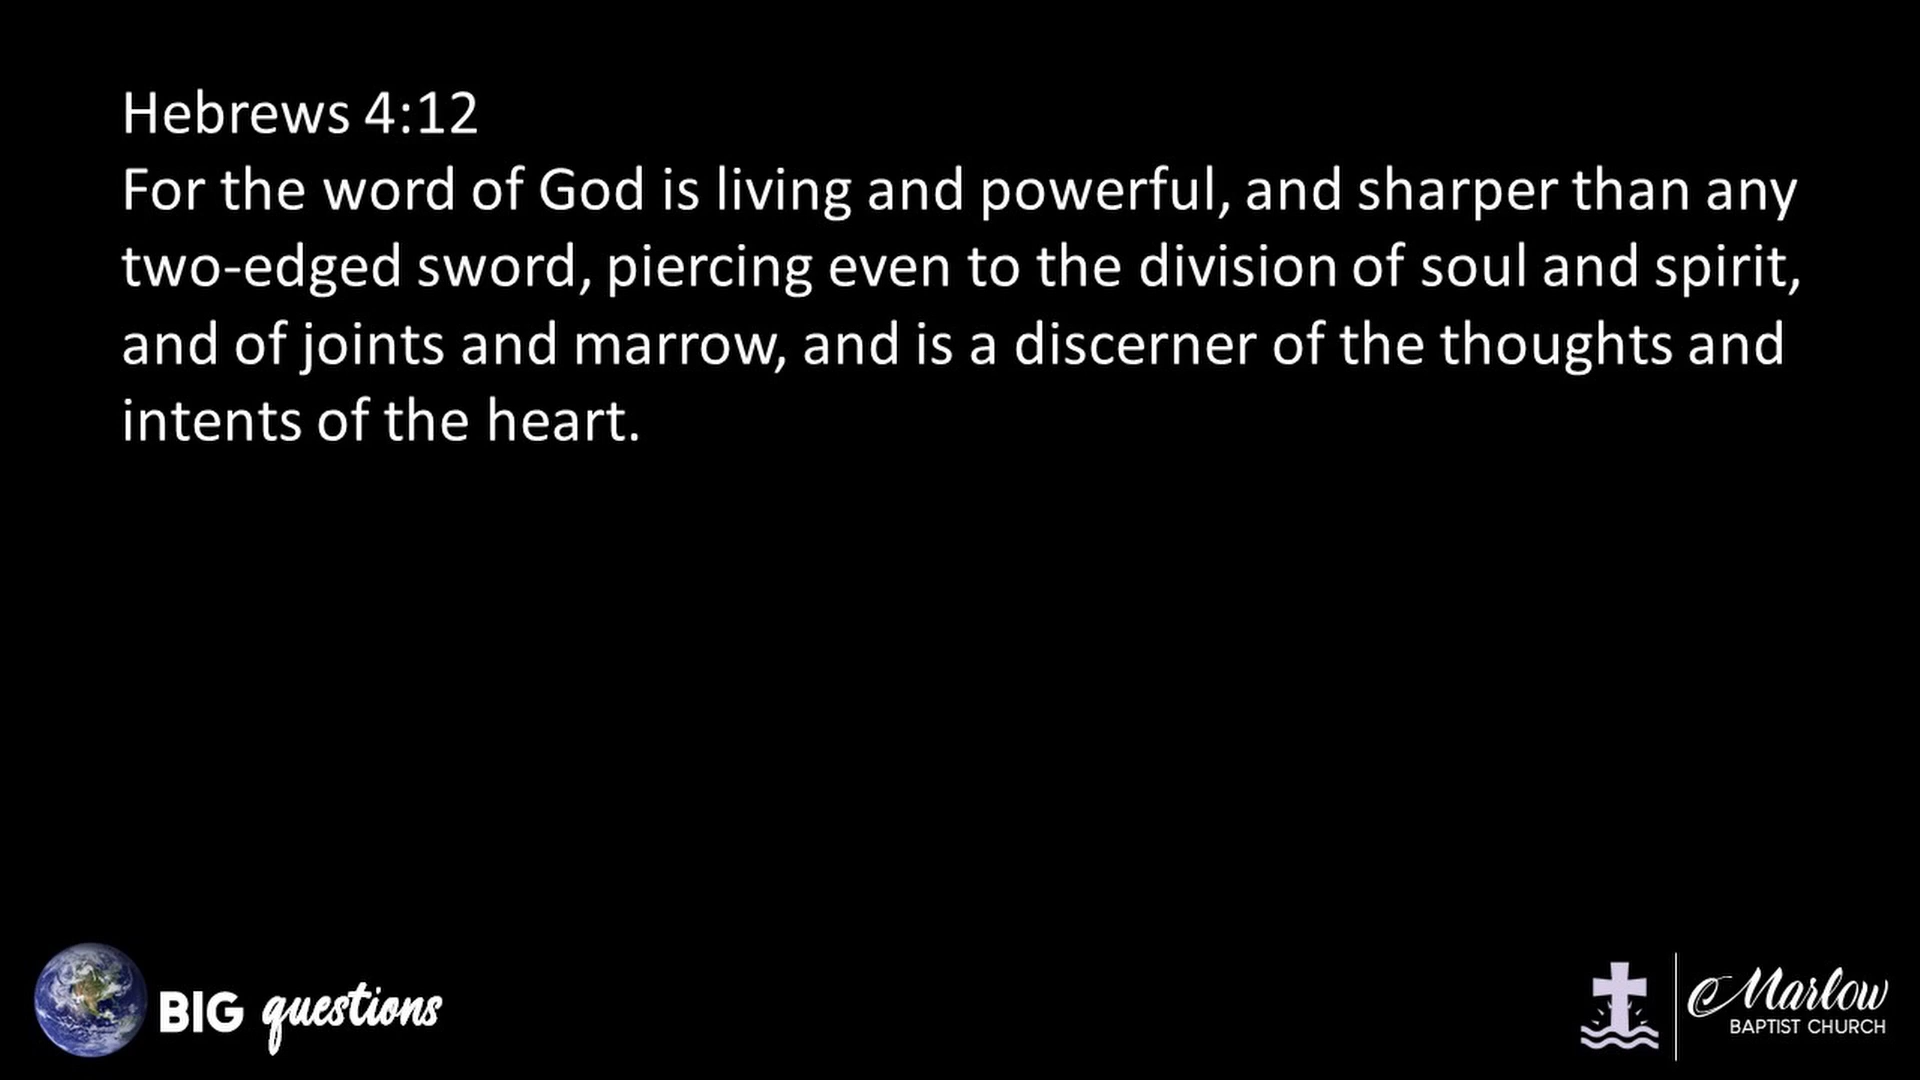 Hebrews 4:12
For the word of God is living and powerful, and sharper than any
two-edged sword, piercing even to the division of soul and spirit,
and of joints and marrow, and is a discerner of the thoughts and
intents of the heart.
BIG questions
Marlow
BAPTIST CHURCH